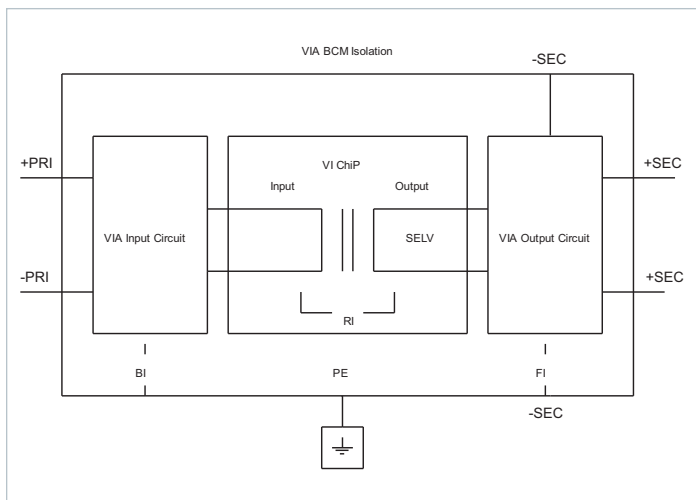 VIA BCM Isolation
-SEC
+PRI
+SEC
VI ChiP
Input
Output
VIA Input Circuit
SELV
VIA Output Circuit
-PRI
+SEC
RI
BI
PE
FI
-SEC